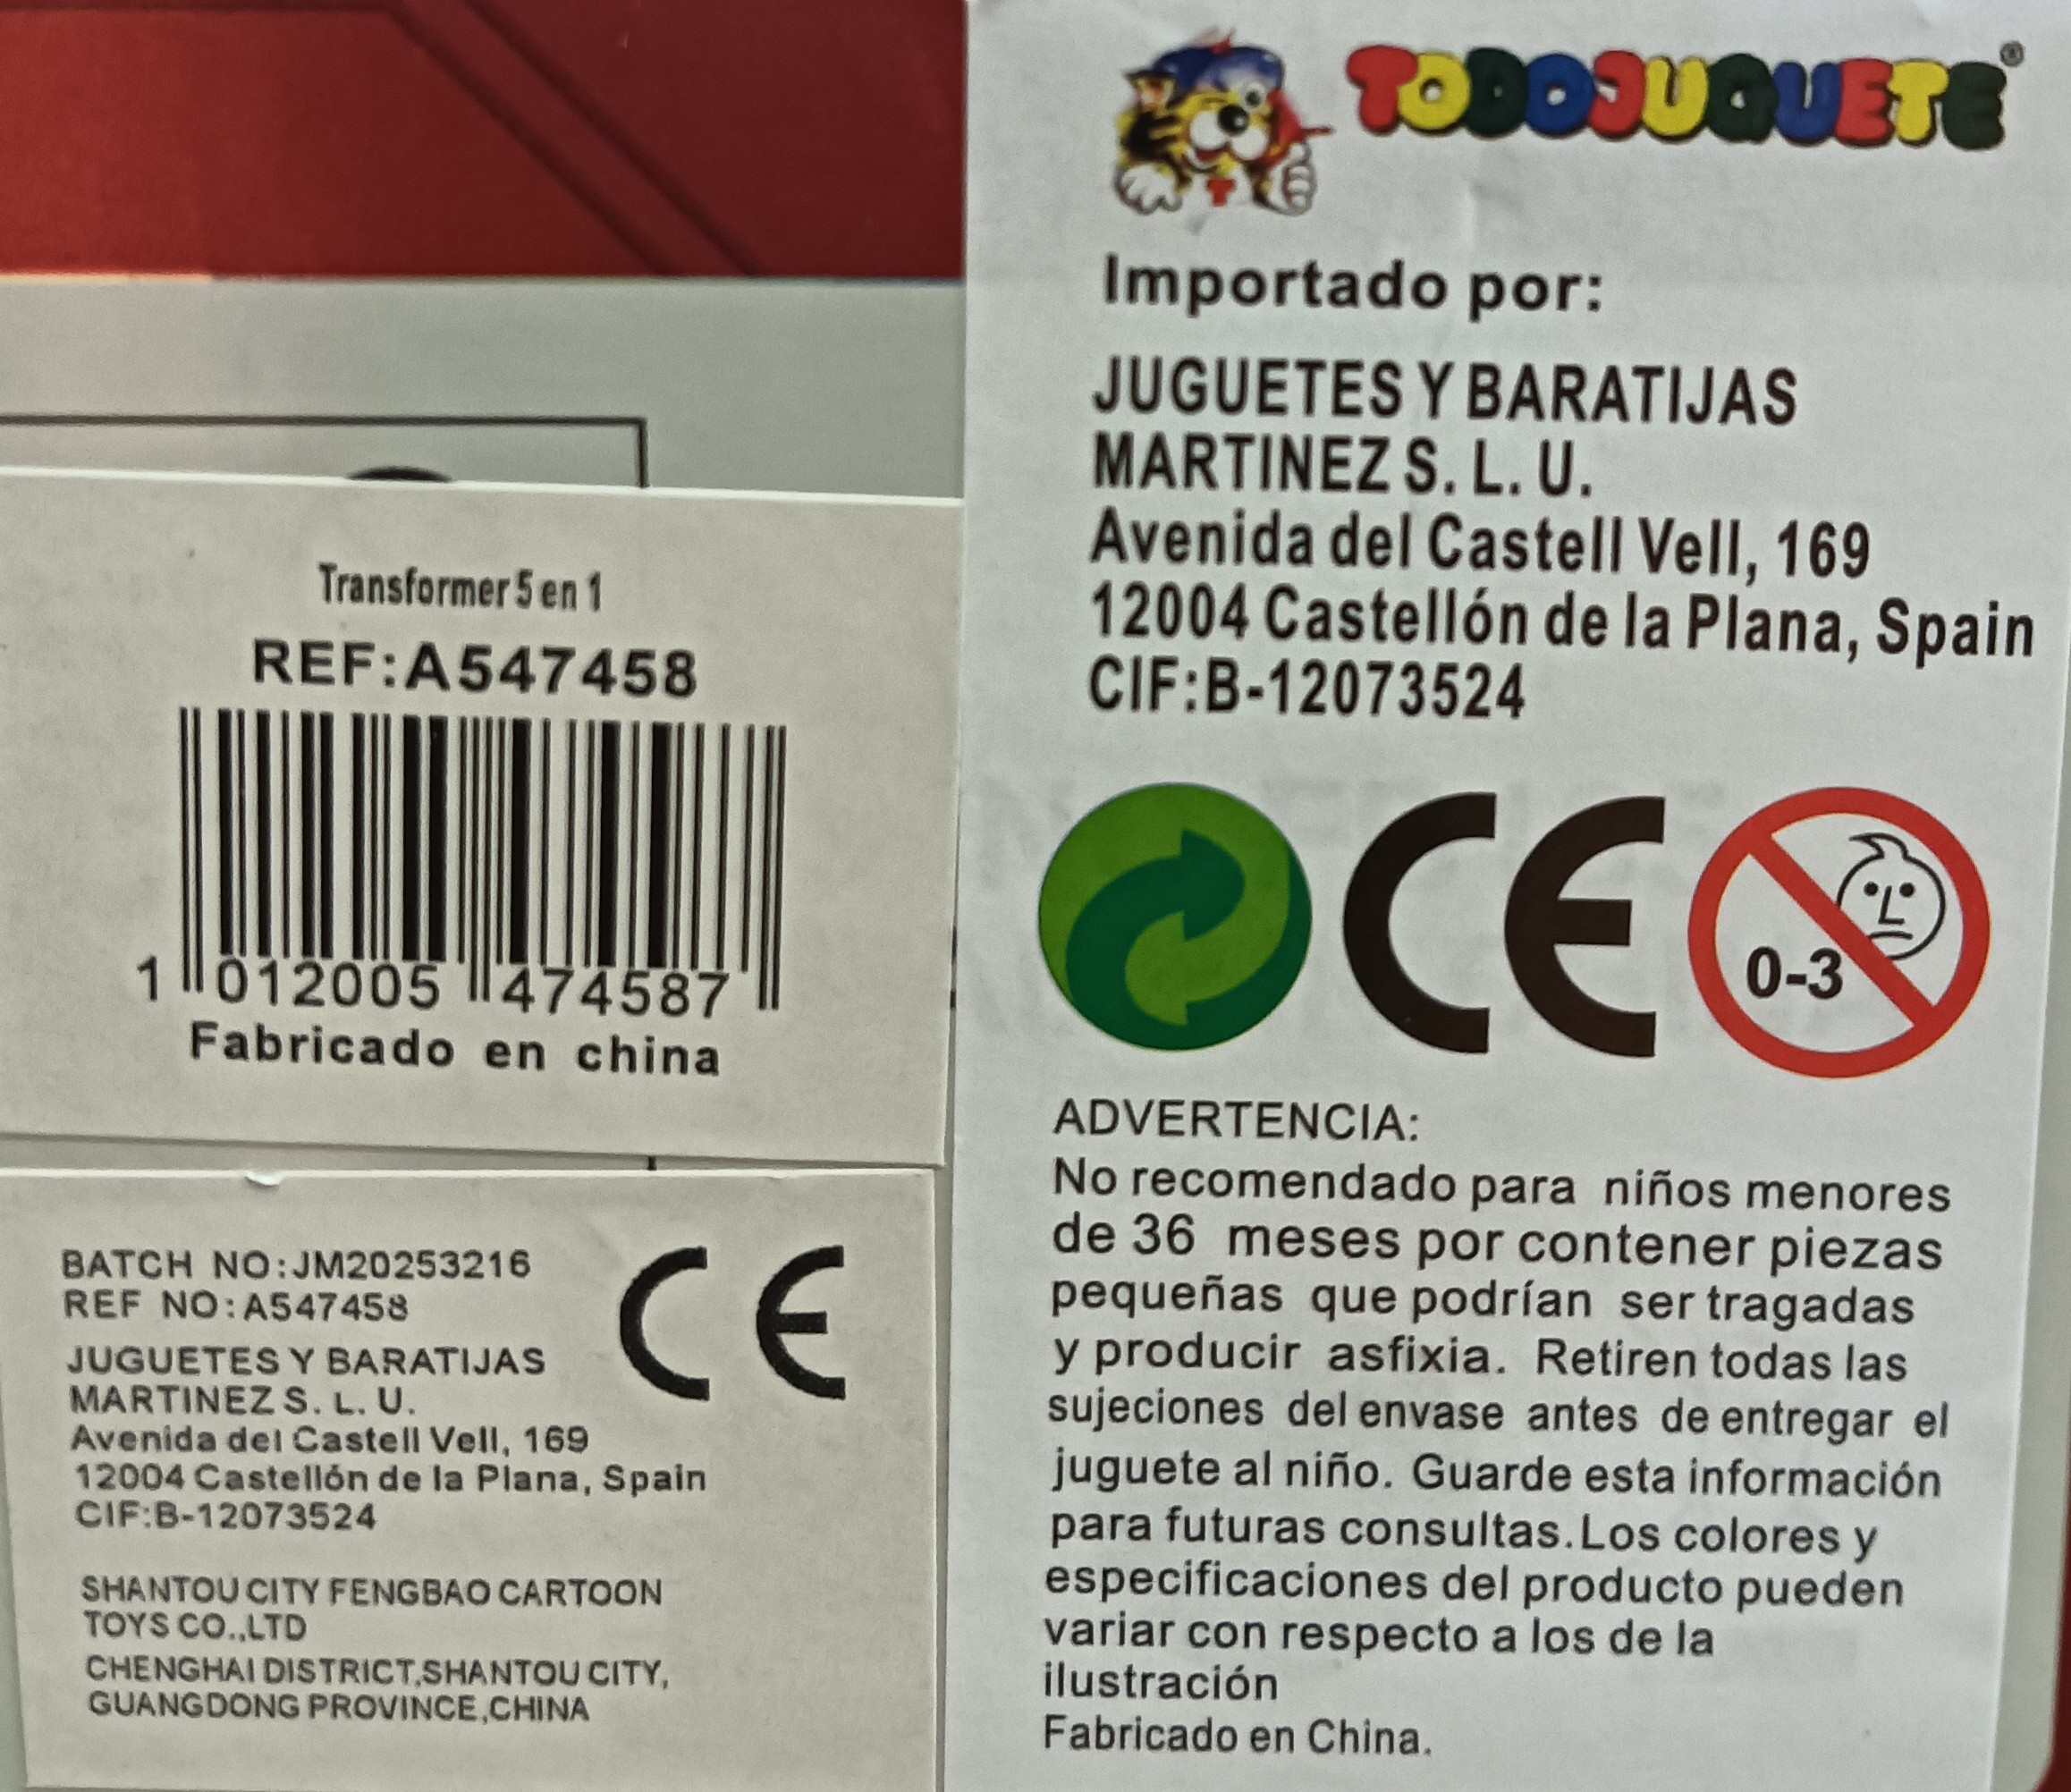 TODOJUGUETE®
Importado por:
JUGUETES Y BARATIJAS
MARTINEZ S. L. U.
Avenida del Castell Vell, 169
12004 Castellón de la Plana, Spain
CIF:B-12073524
CE
0-3
ADVERTENCIA:
No recomendado para niños menores
de 36 meses por contener piezas
pequeñas que podrían ser tragadas
y producir asfixia. Retiren todas las
sujeciones del envase antes de entregar el
juguete al niño. Guarde esta información
para futuras consultas. Los colores y
especificaciones del producto pueden
variar con respecto a los de la
ilustración
Fabricado en China.
Transformer 5 en 1
REF:A547458
1 012005 474587
Fabricado en china
BATCH NO:JM20253216
REF NO:A547458
CE
JUGUETES Y BARATIJAS
MARTINEZ S. L. U.
Avenida del Castell Vell, 169
12004 Castellón de la Plana, Spain
CIF:B-12073524
SHANTOU CITY FENGBAO CARTOON
TOYS CO.,LTD
CHENGHAI DISTRICT,SHANTOU CITY,
GUANGDONG PROVINCE,CHINA